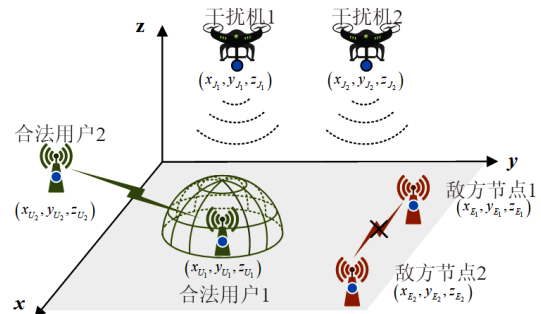 干扰机1
干扰机2
z
(x_{J_1}, y_{J_1}, z_{J_1})
(x_{J_2}, y_{J_2}, z_{J_2})
合法用户2
y
敌方节点1
(x_{U_2}, y_{U_2}, z_{U_2})
(x_{E_1}, y_{E_1}, z_{E_1})
(x_{U_1}, y_{U_1}, z_{U_1})
合法用户1
敌方节点2
(x_{E_2}, y_{E_2}, z_{E_2})
x